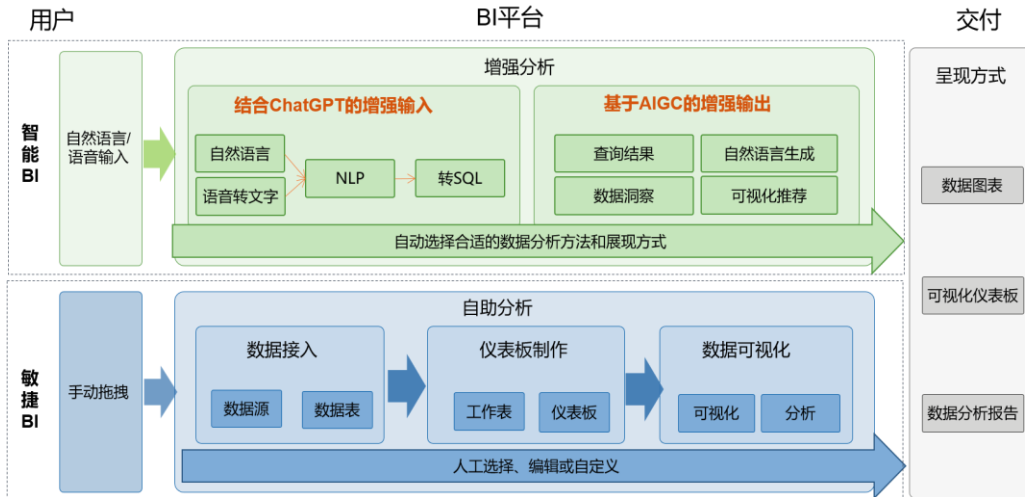 用户
BI平台
交付
智能BI
自然语言/
语音输入
增强分析
结合ChatGPT的增强输入
自然语言
语音转文字
NLP
转SQL
基于AIGC的增强输出
查询结果
自然语言生成
数据洞察
可视化推荐
自动选择合适的数据分析方法和展现方式
敏捷BI
手动拖拽
自助分析
数据接入
数据源
数据表
仪表板制作
工作表
仪表板
数据可视化
可视化
分析
人工选择、编辑或自定义
呈现方式
数据图表
可视化仪表板
数据分析报告